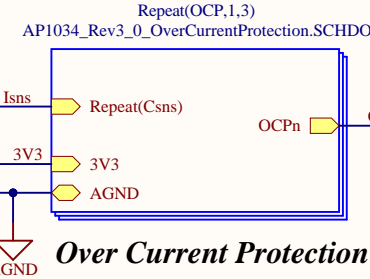 Repeat(OCP,1,3)
AP1034_Rev3_0_OverCurrentProtection.SCHDO
Isns
Repeat(Csns)
OCPn
3V3
3V3
AGND
GND
Over Current Protection